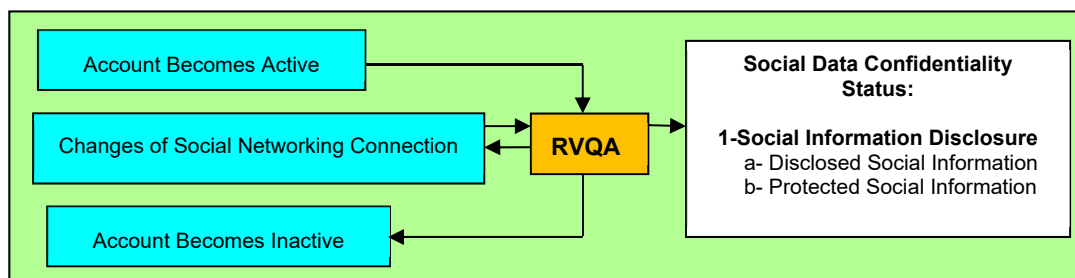 Account Becomes Active
Changes of Social Networking Connection
Account Becomes Inactive
RVQA
Social Data Confidentiality
Status:
1-Social Information Disclosure
a- Disclosed Social Information
b- Protected Social Information